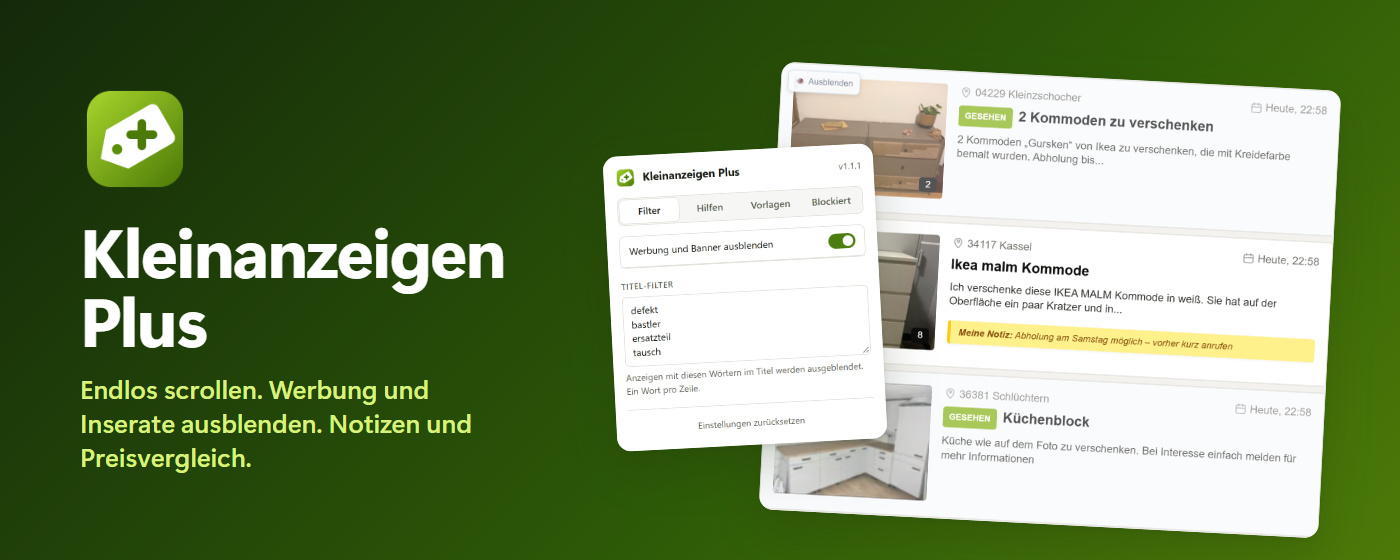 Kleinanzeigen
Plus
Endlos scrollen. Werbung und
Inserate ausblenden. Notizen und
Preisvergleich.
Kleinanzeigen Plus
v1.1.1
Filter
Hilfen
Vorlagen
Blockiert
Werbung und Banner ausblenden
TITEL-FILTER
defekt
bastler
ersatzteil
tausch
Anzeigen mit diesen Wörtern im Titel werden ausgeblendet.
Ein Wort pro Zeile.
Einstellungen zurücksetzen
Ausblenden
2
04229 Kleinzschocher
Heute, 22:58
GESEHEN 2 Kommoden zu verschenken
2 Kommoden „Gursken“ von Ikea zu verschenken, die mit Kreidefarbe
bemalt wurden. Abholung bis...
8
34117 Kassel
Heute, 22:58
Ikea malm Kommode
Ich verschenke diese IKEA MALM Kommode in weiß. Sie hat auf der
Oberfläche ein paar Kratzer und in...
Meine Notiz: Abholung am Samstag möglich – vorher kurz anrufen
36381 Schlüchtern
Heute, 22:58
GESEHEN Küchenblock
Küche wie auf dem Foto zu verschenken. Bei Interesse einfach melden für
mehr Informationen